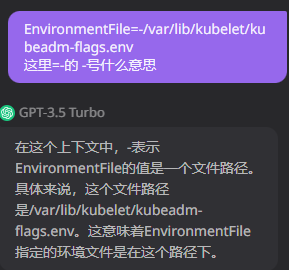 EnvironmentFile=-/var/lib/kubelet/ku
beadm-flags.env
这里=-的 -号什么意思
GPT-3.5 Turbo
在这个上下文中，-表示
EnvironmentFile的值是一个文件路径。
具体来说，这个文件路径
是/var/lib/kubelet/kubeadm-
flags.env。这意味着EnvironmentFile
指定的环境文件是在这个路径下。